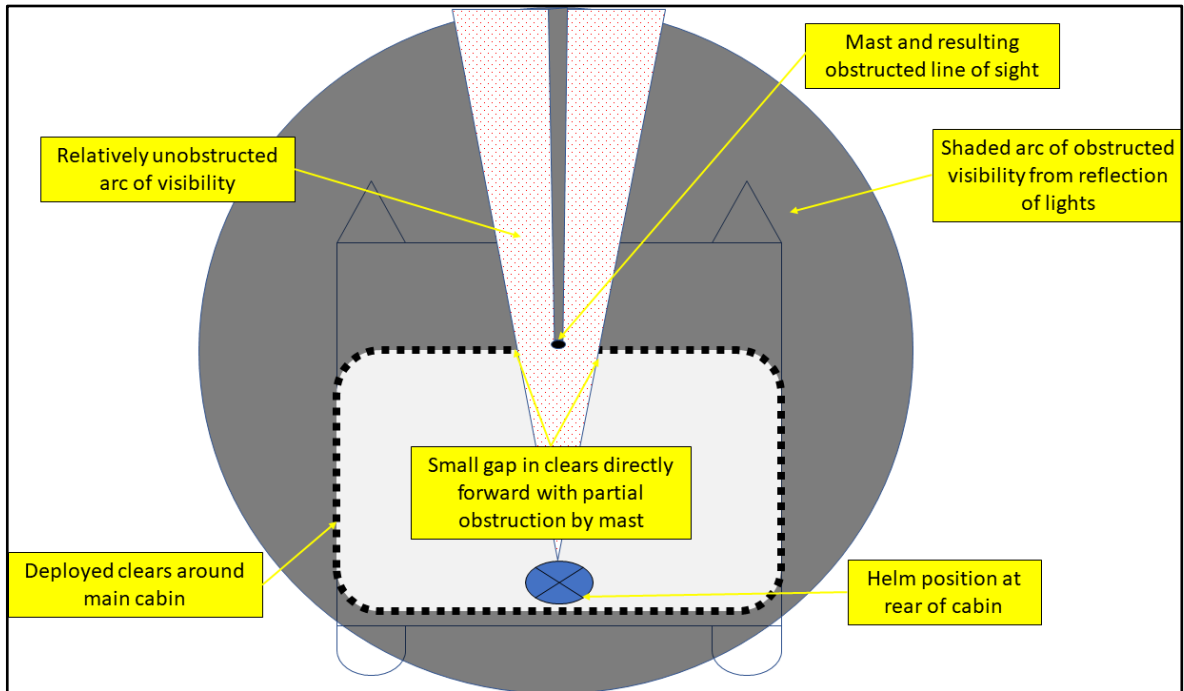 Mast and resulting
obstructed line of sight
Relatively unobstructed
arc of visibility
Shaded arc of obstructed
visibility from reflection
of lights
Small gap in clears directly
forward with partial
obstruction by mast
Deployed clears around
main cabin
Helm position at
rear of cabin